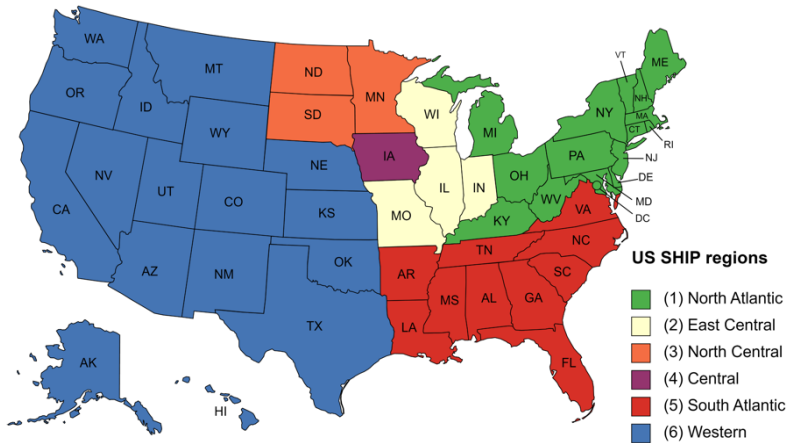 WA
MT
ND
MN
OR
ID
SD
WI
MI
VT
ME
NH
NY
MA
CT
RI
WY
IA
NE
PA
NJ
NV
UT
CO
IL
IN
OH
DE
WV
MD
DC
CA
KS
MO
KY
VA
AZ
NM
OK
AR
TN
NC
SC
TX
LA
MS
AL
GA
FL
AK
HI
US SHIP regions
(1) North Atlantic
(2) East Central
(3) North Central
(4) Central
(5) South Atlantic
(6) Western